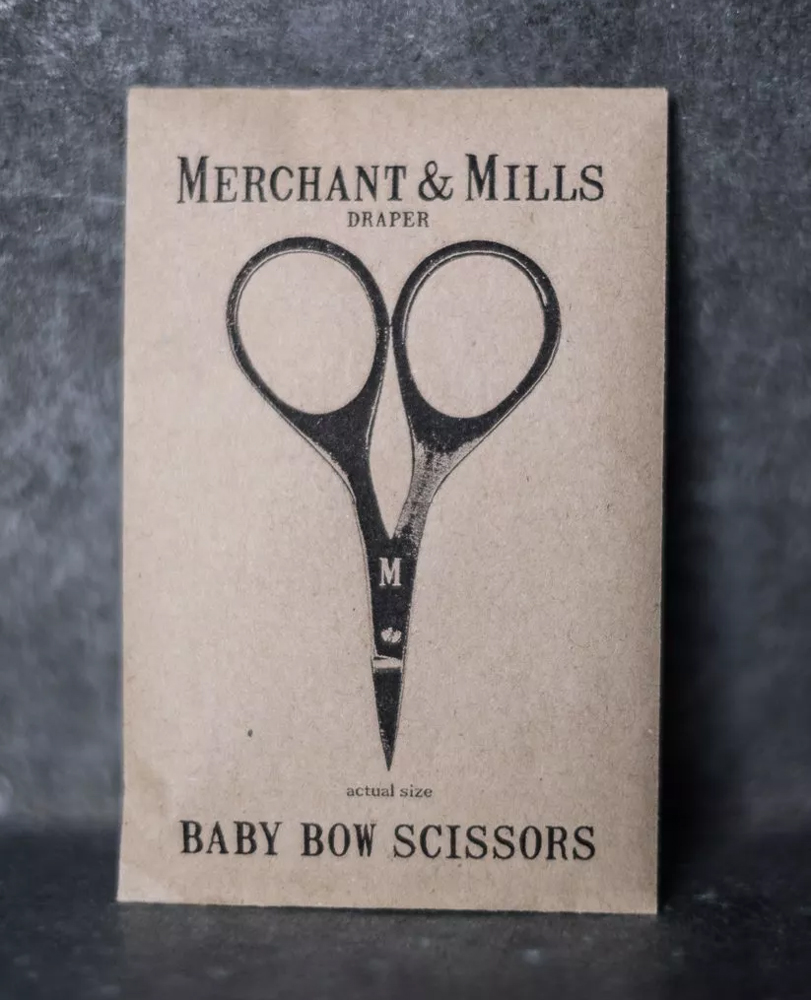 MERCHANT & MILLS
DRAPER
M
actual size
BABY BOW SCISSORS